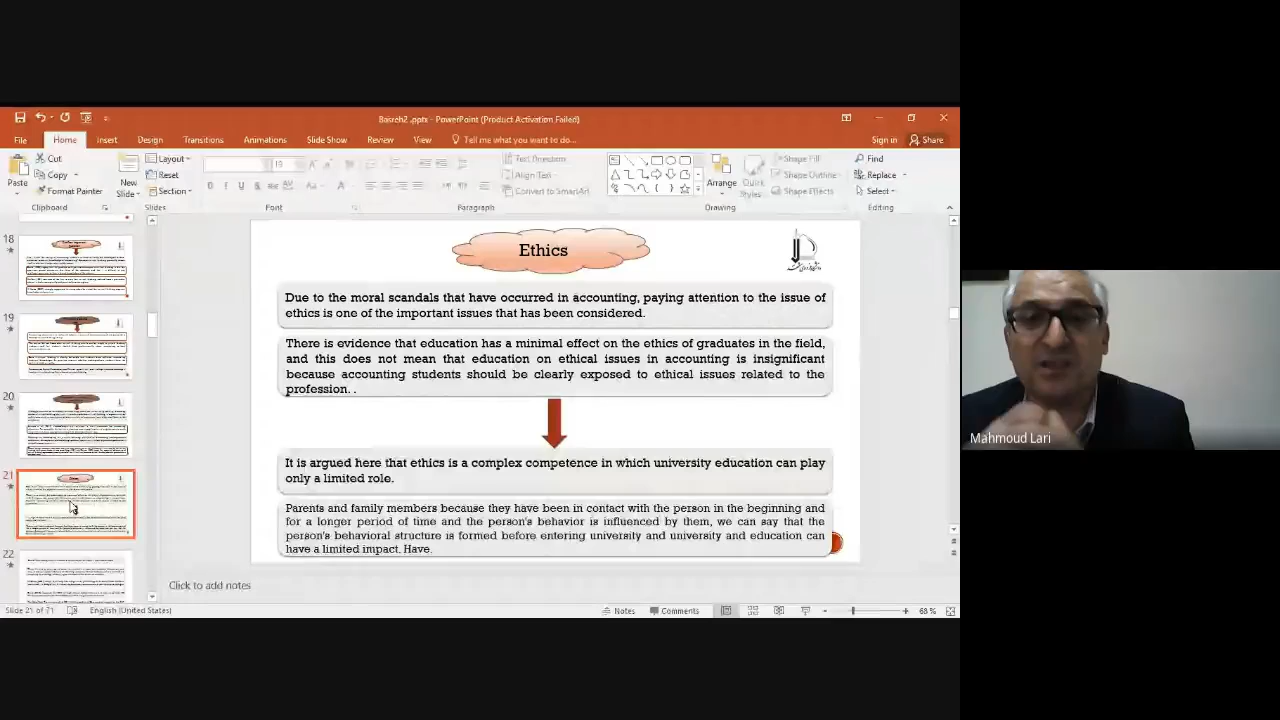 Basreh2 .pptx - PowerPoint (Product Activation Failed)
File Home Insert Design Transitions Animations Slide Show Review View Tell me what you want to do... Sign in Share
Paste
Cut
Copy
Format Painter
Clipboard
New Slide
Layout
Reset
Section
Slides
19
Font
Text Direction
Align Text
Convert to SmartArt
Paragraph
Arrange
Quick Styles
Shape Fill
Shape Outline
Shape Effects
Drawing
Find
Replace
Select
Editing
18
19
20
21
22
Ethics
Due to the moral scandals that have occurred in accounting, paying attention to the issue of
ethics is one of the important issues that has been considered.
There is evidence that education has a minimal effect on the ethics of graduates in the field,
and this does not mean that education on ethical issues in accounting is insignificant
because accounting students should be clearly exposed to ethical issues related to the
profession. .
It is argued here that ethics is a complex competence in which university education can play
only a limited role.
Parents and family members because they have been in contact with the person in the beginning and
for a longer period of time and the person's behavior is influenced by them, we can say that the
person's behavioral structure is formed before entering university and university and education can
have a limited impact. Have.
Click to add notes
Slide 21 of 71 English (United States) Notes Comments 68 %
Mahmoud Lari